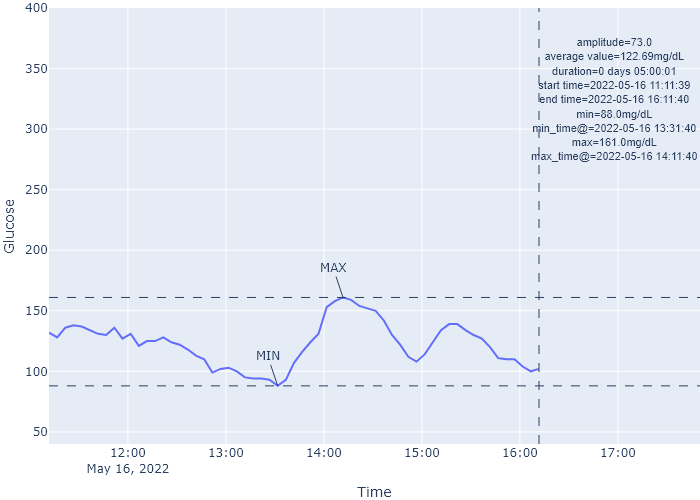 400
350
300
250
200
150
100
50
Glucose
amplitude=73.0
average value=122.69mg/dL
duration=0 days 05:00:01
start time=2022-05-16 11:11:39
end time=2022-05-16 16:11:40
min=88.0mg/dL
min_time@=2022-05-16 13:31:40
max=161.0mg/dL
max_time@=2022-05-16 14:11:40
MAX
MIN
12:00 13:00 14:00 15:00 16:00 17:00
May 16, 2022
Time